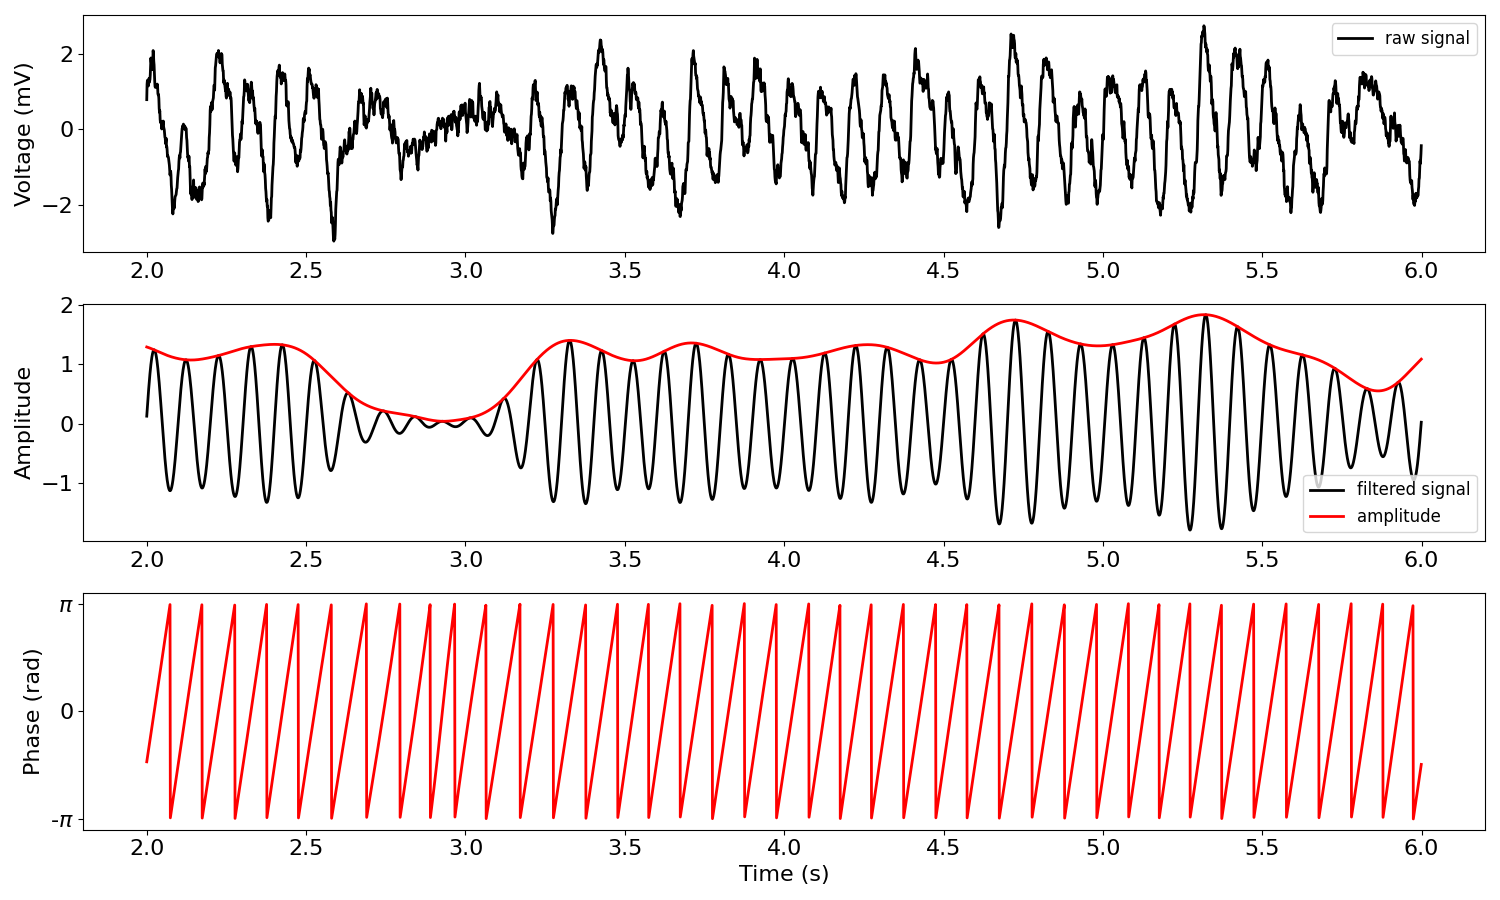 Voltage (mV)
2
0
−2
raw signal
2.0 2.5 3.0 3.5 4.0 4.5 5.0 5.5 6.0
Amplitude
2
1
0
−1
filtered signal
amplitude
2.0 2.5 3.0 3.5 4.0 4.5 5.0 5.5 6.0
Phase (rad)
π
0
-π
2.0 2.5 3.0 3.5 4.0 4.5 5.0 5.5 6.0
Time (s)